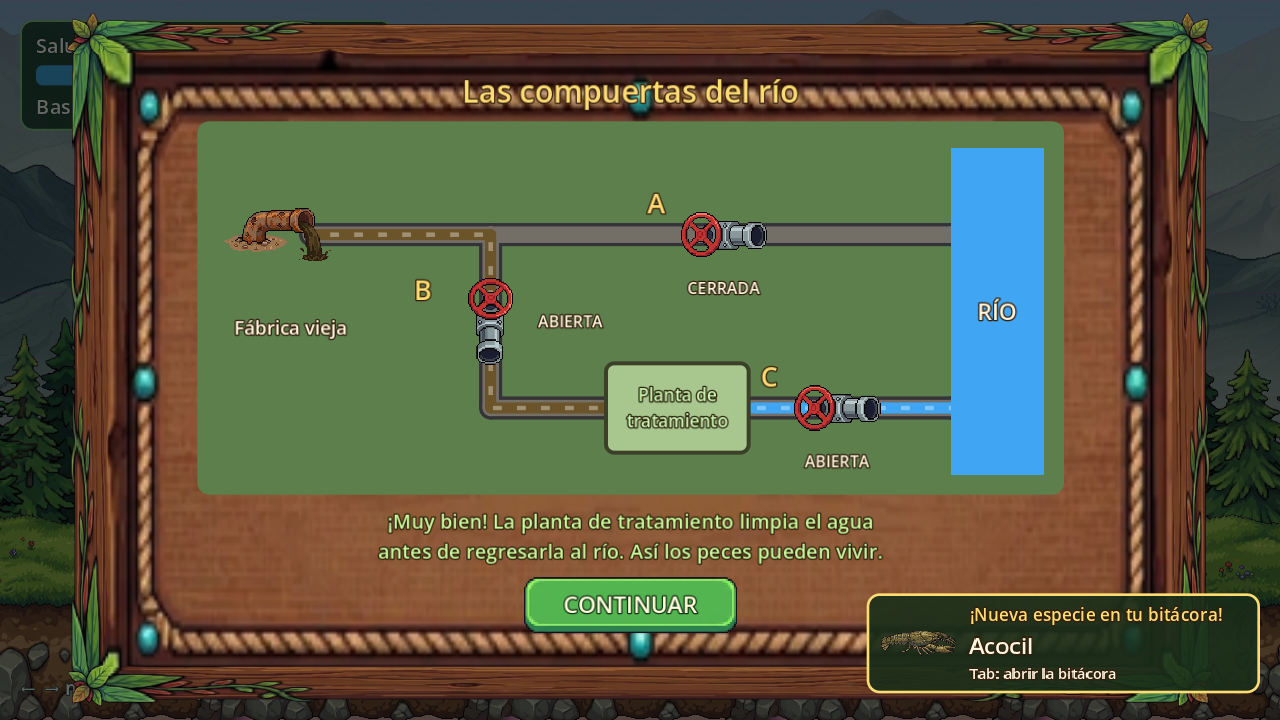 Las compuertas del río
A
CERRADA
B
ABIERTA
Fábrica vieja
RÍO
Planta de
tratamiento
C
ABIERTA
¡Muy bien! La planta de tratamiento limpia el agua
antes de regresarla al río. Así los peces pueden vivir.
CONTINUAR
¡Nueva especie en tu bitácora!
Acocil
Tab: abrir la bitácora